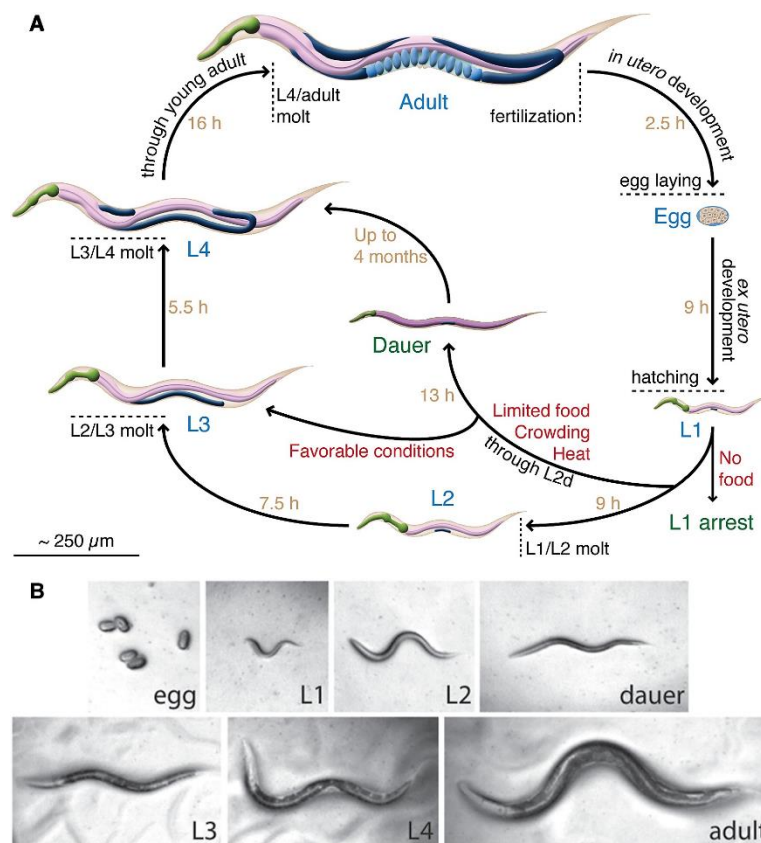 A
Adult
L4/adult
molt
fertilization
in utero development
2.5 h
egg laying
Egg
ex utero
development
9 h
hatching
L1
No
food
L1 arrest
9 h
L1/L2 molt
L2
7.5 h
L2/L3 molt
L3
5.5 h
L3/L4 molt
L4
16 h
through young adult
Up to
4 months
Dauer
13 h
Limited food
Crowding
Heat
through L2d
Favorable conditions
~ 250 µm
B
egg
L1
L2
dauer
L3
L4
adult